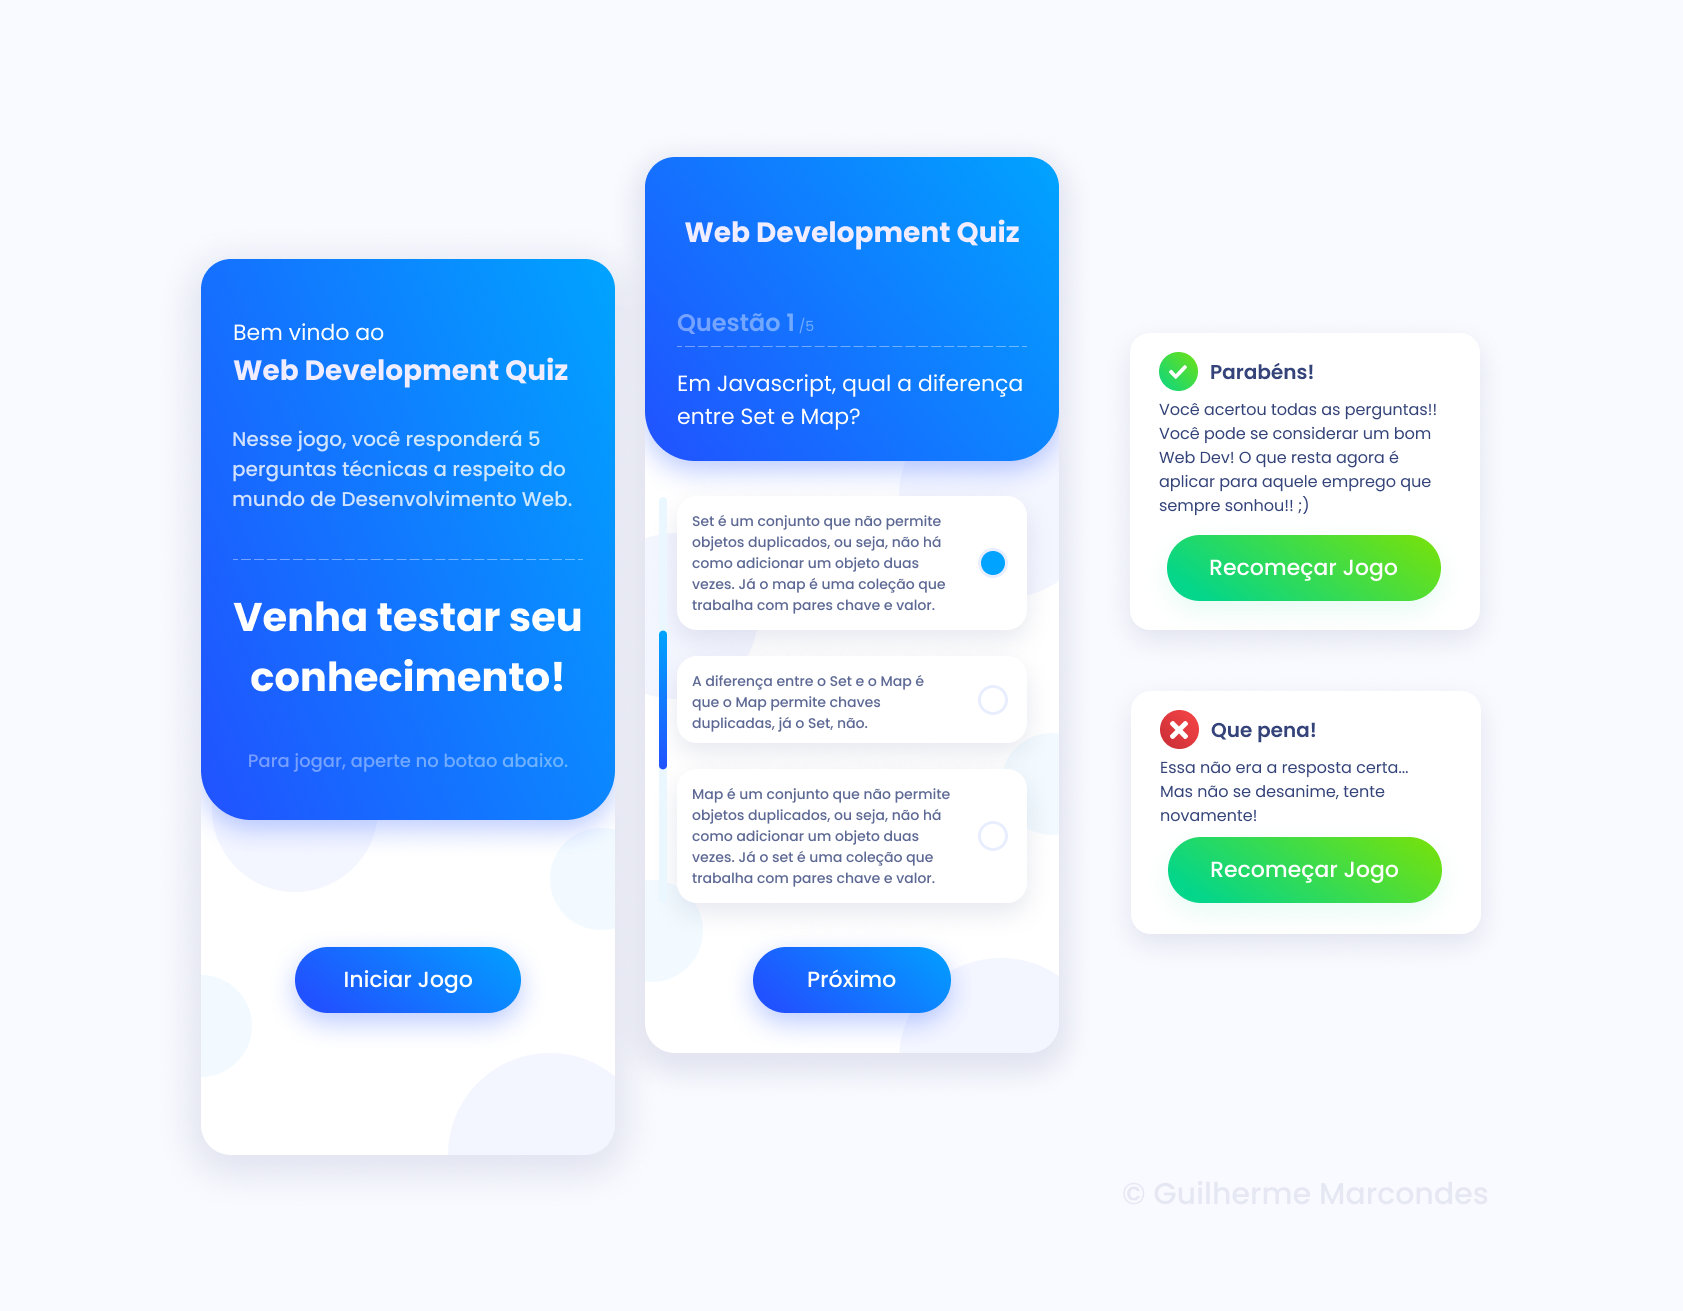 Bem vindo ao
Web Development Quiz
Nesse jogo, você responderá 5
perguntas técnicas a respeito do
mundo de Desenvolvimento Web.
Venha testar seu
conhecimento!
Para jogar, aperte no botao abaixo.
Iniciar Jogo
Web Development Quiz
Questão 1 /5
Em Javascript, qual a diferença
entre Set e Map?
Set é um conjunto que não permite
objetos duplicados, ou seja, não há
como adicionar um objeto duas
vezes. Já o map é uma coleção que
trabalha com pares chave e valor.
A diferença entre o Set e o Map é
que o Map permite chaves
duplicadas, já o Set, não.
Map é um conjunto que não permite
objetos duplicados, ou seja, não há
como adicionar um objeto duas
vezes. Já o set é uma coleção que
trabalha com pares chave e valor.
Próximo
Parabéns!
Você acertou todas as perguntas!!
Você pode se considerar um bom
Web Dev! O que resta agora é
aplicar para aquele emprego que
sempre sonhou!! ;)
Recomeçar Jogo
Que pena!
Essa não era a resposta certa...
Mas não se desanime, tente
novamente!
Recomeçar Jogo
© Guilherme Marcondes